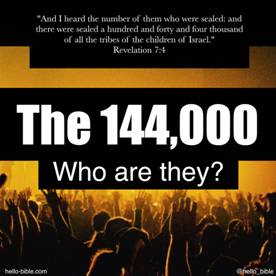 "And I heard the number of them who were sealed: and
there were sealed a hundred and forty and four thousand
of all the tribes of the children of Israel."
Revelation 7:4
The 144,000
Who are they?
hello-bible.com
@hello_bible